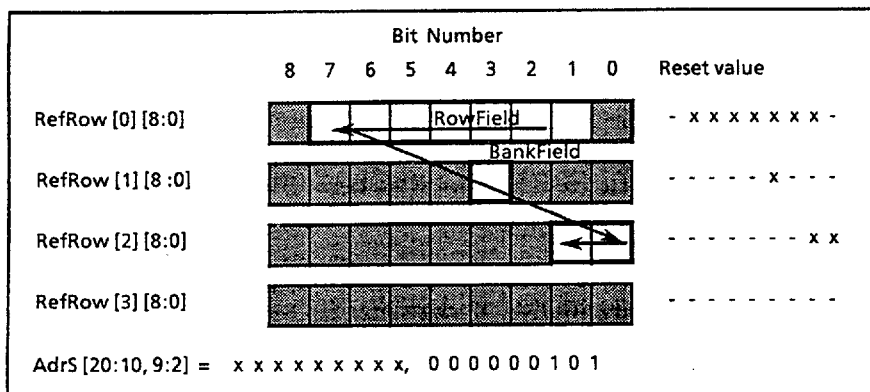 Bit Number
8 7 6 5 4 3 2 1 0 Reset value
RefRow [0] [8:0] RowField - x x x x x x x -
BankField
RefRow [1] [8 :0] - - - - - x - - -
RefRow [2] [8:0] - - - - - - - x x
RefRow [3] [8:0] - - - - - - - - -
AdrS [20:10, 9:2] = x x x x x x x x x, 0 0 0 0 0 0 1 0 1